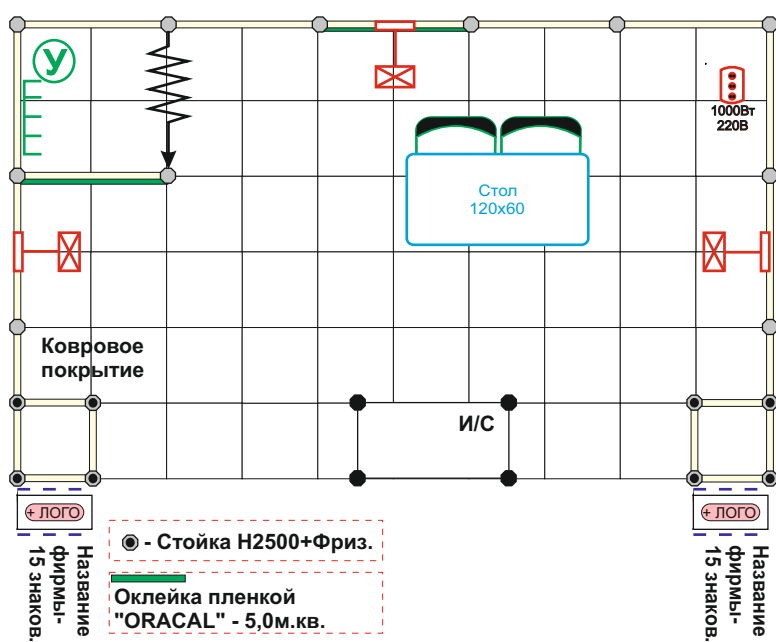 У
1000Вт
220В
Стол
120х60
Ковровое
покрытие
И/С
+ ЛОГО
+ ЛОГО
Название
фирмы-
15 знаков.
Название
фирмы-
15 знаков.
- Стойка Н2500+Фриз.
Оклейка пленкой
"ORACAL" - 5,0м.кв.